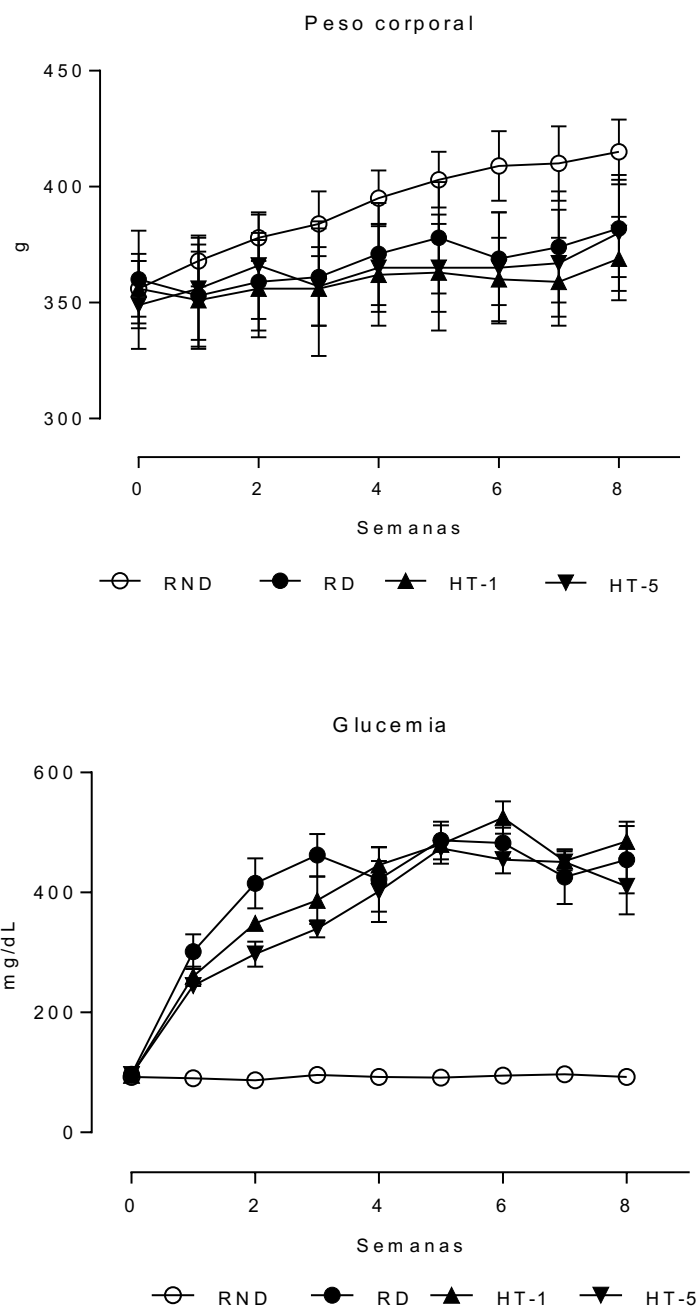 Peso corporal
450
400
350
300
g
0 2 4 6 8
Semanas
RND RD HT-1 HT-5
Glucemia
600
400
200
0
mg/dL
0 2 4 6 8
Semanas
RND RD HT-1 HT-5